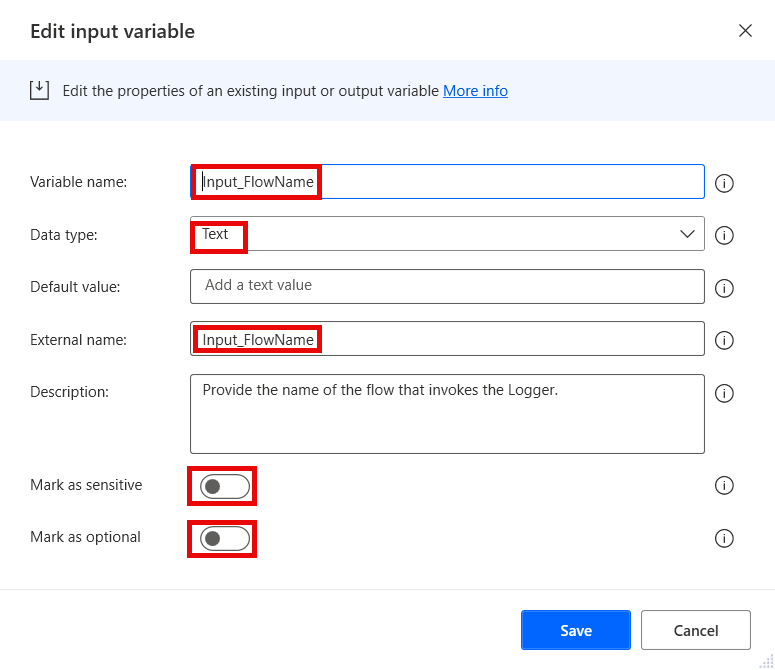 Edit input variable
Edit the properties of an existing input or output variable More info
Variable name:
Input_FlowName
Data type:
Text
Default value:
Add a text value
External name:
Input_FlowName
Description:
Provide the name of the flow that invokes the Logger.
Mark as sensitive
Mark as optional
Save
Cancel